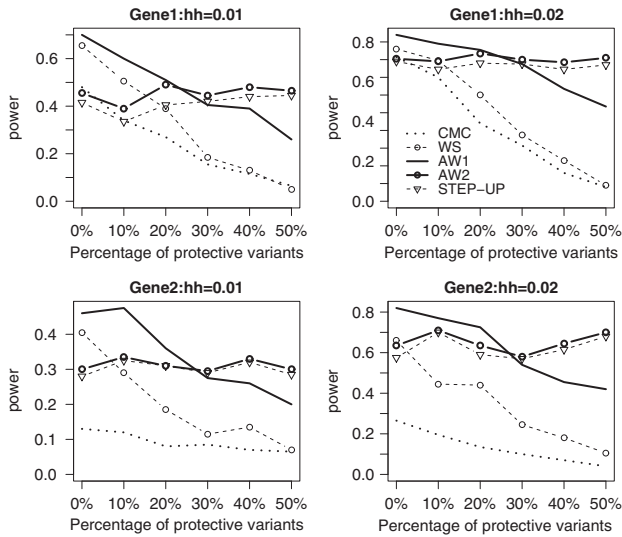 Gene1:hh=0.01
power
0.0
0.2
0.4
0.6
0% 10% 20% 30% 40% 50%
Percentage of protective variants
Gene1:hh=0.02
power
0.0
0.2
0.4
0.6
0.8
CMC
WS
AW1
AW2
STEP−UP
0% 10% 20% 30% 40% 50%
Percentage of protective variants
Gene2:hh=0.01
power
0.0
0.1
0.2
0.3
0.4
0% 10% 20% 30% 40% 50%
Percentage of protective variants
Gene2:hh=0.02
power
0.0
0.2
0.4
0.6
0.8
0% 10% 20% 30% 40% 50%
Percentage of protective variants